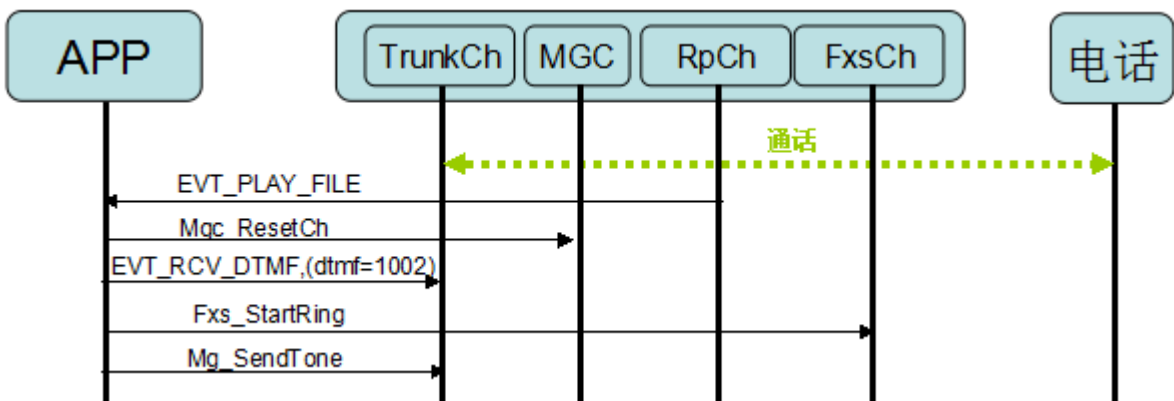 APP
TrunkCh
MGC
RpCh
FxsCh
电话
通话
EVT_PLAY_FILE
Mgc_ResetCh
EVT_RCV_DTMF,(dtmf=1002)
Fxs_StartRing
Mg_SendTone